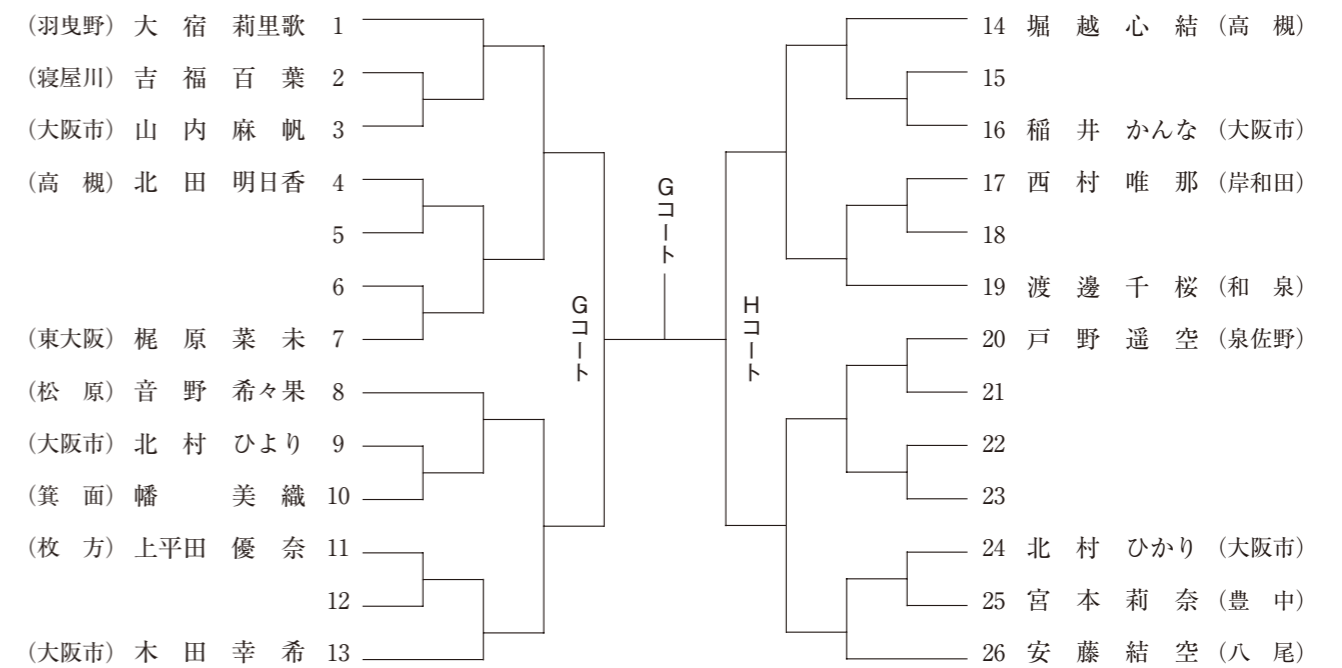 (羽曳野) 大宿 莉里歌 1
(寝屋川) 吉福百葉 2
(大阪市) 山内麻帆 3
(高槻) 北田 明日香 4
5
6
(東大阪) 梶原菜未 7
(松原) 音野 希々果 8
(大阪市) 北村 ひより 9
(箕面) 幡 美織 10
(枚方) 上平田 優奈 11
12
(大阪市) 木田幸希 13
Gコート
Gコート
Hコート
14 堀越心結 (高槻)
15
16 稲井 かんな (大阪市)
17 西村唯那 (岸和田)
18
19 渡邊千桜 (和泉)
20 戸野遥空 (泉佐野)
21
22
23
24 北村 ひかり (大阪市)
25 宮本莉奈 (豊中)
26 安藤結空 (八尾)